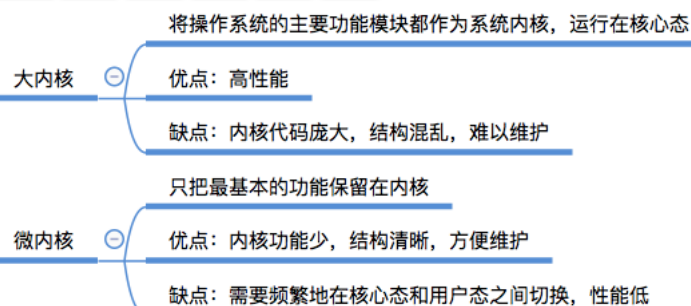 将操作系统的主要功能模块都作为系统内核，运行在核心态
大内核
优点：高性能
缺点：内核代码庞大，结构混乱，难以维护
只把最基本的功能保留在内核
微内核
优点：内核功能少，结构清晰，方便维护
缺点：需要频繁地在核心态和用户态之间切换，性能低